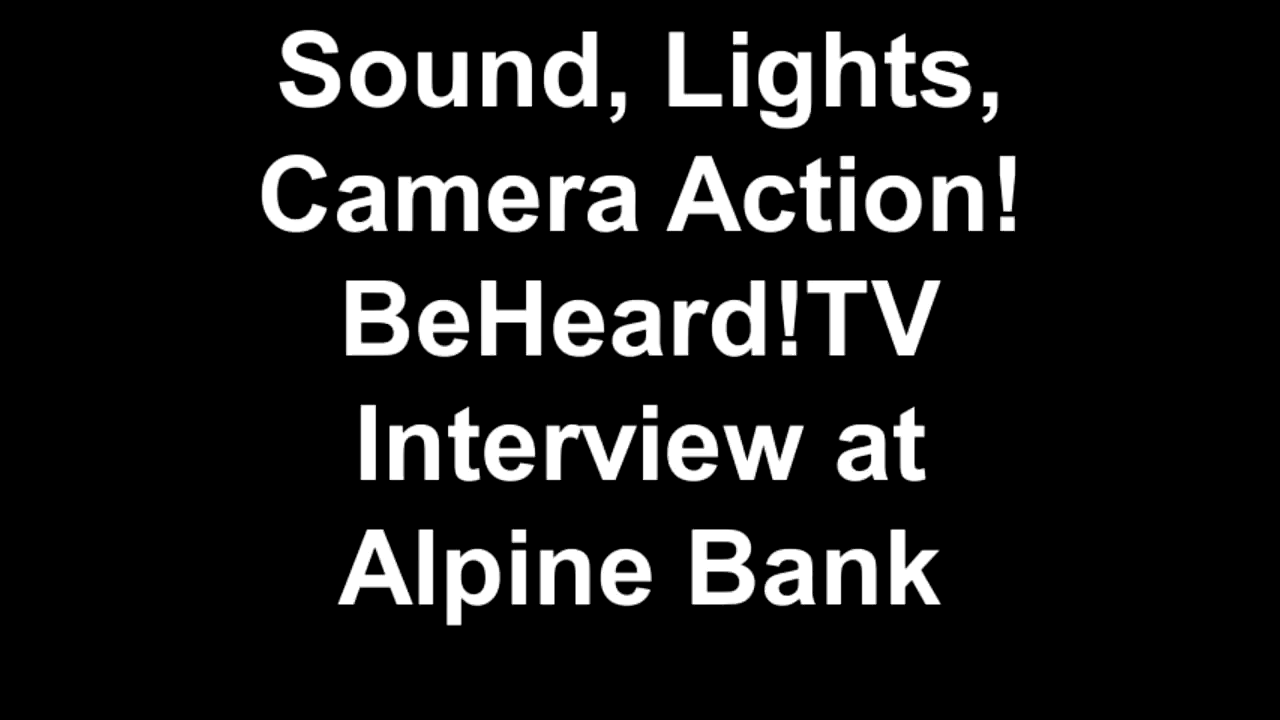 Sound, Lights,
Camera Action!
BeHeard!TV
Interview at
Alpine Bank